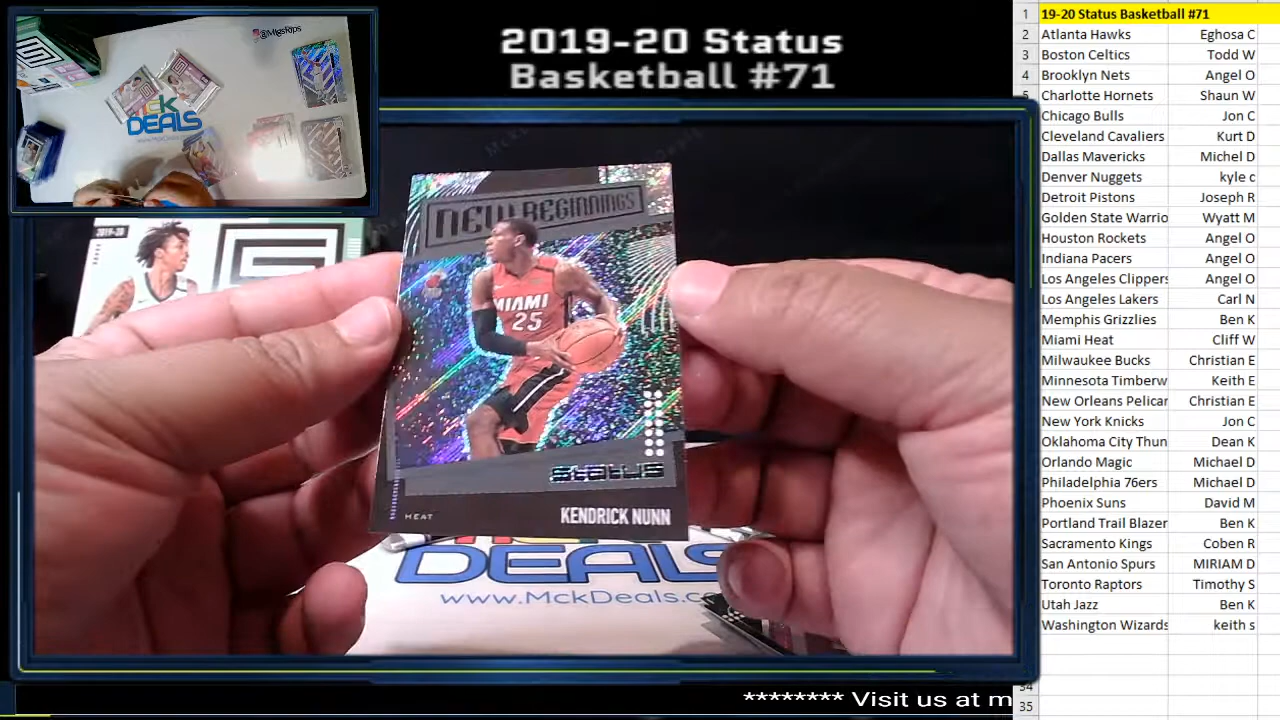 @MigsRips
MCK
DEALS
2019-20 Status
Basketball #71
2019-20
NEW BEGINNINGS
MIAMI
25
status
HEAT
KENDRICK NUNN
DEALS
www.MckDeals.co
******** Visit us at m
1 19-20 Status Basketball #71
2 Atlanta Hawks Eghosa C
3 Boston Celtics Todd W
4 Brooklyn Nets Angel O
5 Charlotte Hornets Shaun W
Chicago Bulls Jon C
Cleveland Cavaliers Kurt D
Dallas Mavericks Michel D
Denver Nuggets kyle c
Detroit Pistons Joseph R
Golden State Warrio Wyatt M
Houston Rockets Angel O
Indiana Pacers Angel O
Los Angeles Clippers Angel O
Los Angeles Lakers Carl N
Memphis Grizzlies Ben K
Miami Heat Cliff W
Milwaukee Bucks Christian E
Minnesota Timberw Keith E
New Orleans Pelican Christian E
New York Knicks Jon C
Oklahoma City Thun Dean K
Orlando Magic Michael D
Philadelphia 76ers Michael D
Phoenix Suns David M
Portland Trail Blazer Ben K
Sacramento Kings Coben R
San Antonio Spurs MIRIAM D
Toronto Raptors Timothy S
Utah Jazz Ben K
Washington Wizards keith s
34
35